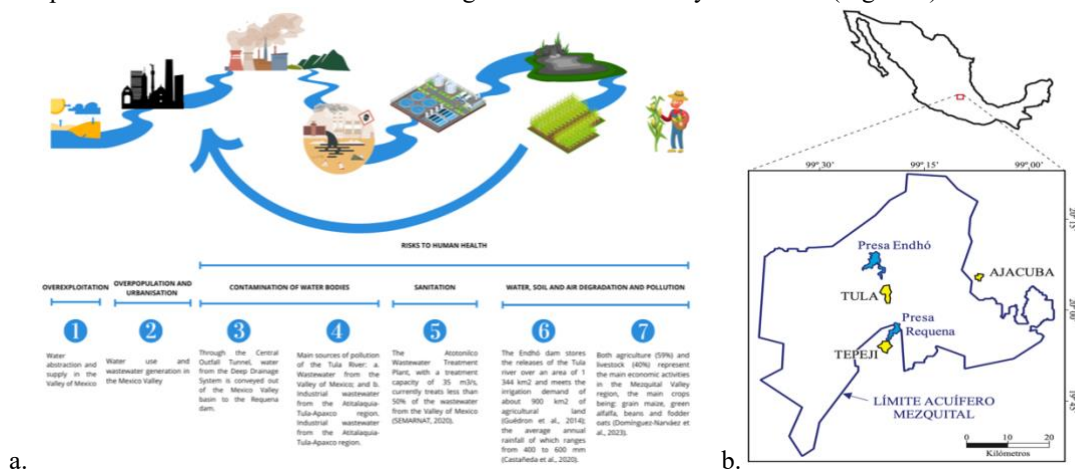 RISKS TO HUMAN HEALTH
OVEREXPLOITATION
OVERPOPULATION AND
URBANISATION
CONTAMINATION OF WATER BODIES
SANITATION
WATER, SOIL AND AIR DEGRADATION AND POLLUTION
1
2
3
4
5
6
7
Water
abstraction and
supply in the
Valley of Mexico
Water use and
wastewater generation in
the Mexico Valley
Through the Central
Outfall Tunnel, water
from the Deep Drainage
System is conveyed out
of the Mexico Valley
basin to the Requena
dam.
Main sources of pollution
of the Tula River: a.
Wastewater from the
Valley of Mexico; and b.
Industrial wastewater
from the Atitalaquia-
Tula-Apaxco region.
Industrial wastewater
from the Atitalaquia-
Tula-Apaxco region.
The Atotonilco
Wastewater Treatment
Plant, with a treatment
capacity of 35 m3/s,
currently treats less than
50% of the wastewater
from the Valley of Mexico
(SEMARNAT, 2020).
The Endhó dam stores
the releases of the Tula
river over an area of 1
344 km2 and meets the
irrigation demand of
about 900 km2 of
agricultural land
(Guédron et al., 2014);
the average annual
rainfall of which ranges
from 400 to 600 mm
(Castañeda et al., 2020).
Both agriculture (59%) and
livestock (40%) represent
the main economic activities
in the Mezquital Valley
region, the main crops
being: grain maize, green
alfalfa, beans and fodder
oats (Domínguez-Narváez et
al., 2023).
a.
99° 30'
99° 15'
99° 00'
20° 15'
20° 00'
19° 45'
Presa Endhó
AJACUBA
TULA
Presa
Requena
TEPEJI
LÍMITE ACUÍFERO
MEZQUITAL
0 10 20
Kilómetros
b.